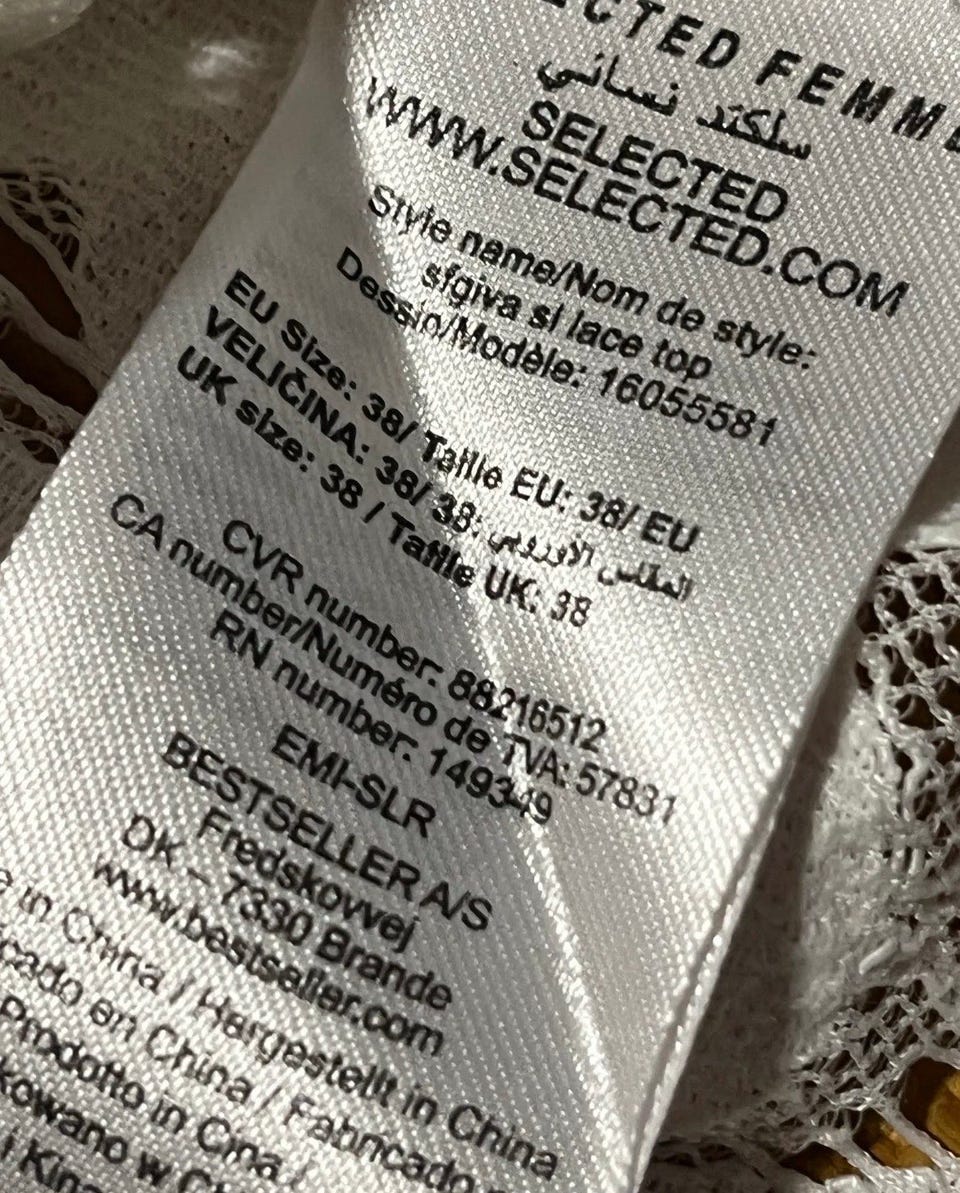 ECTED FEMME
سلكتد نسائي
SELECTED
WWW.SELECTED.COM
Style name/Nom de style:
sfgiva sl lace top
Dessin/Modèle: 16055581
EU Size: 38/ Taille EU: 38/ EU
VELIČINA: 38/ 38: المقاس الأوروبي
UK size: 38 / Taille UK: 38
CVR number: 88216512
CA number/Numéro de TVA: 57831
RN number: 149349
EMI-SLR
BESTSELLER A/S
Fredskovvej
DK - 7330 Brande
www.bestseller.com
in China / Hergestellt in China
cado en China / Fabricado
Prodotto in Cina /
kowano w Ch